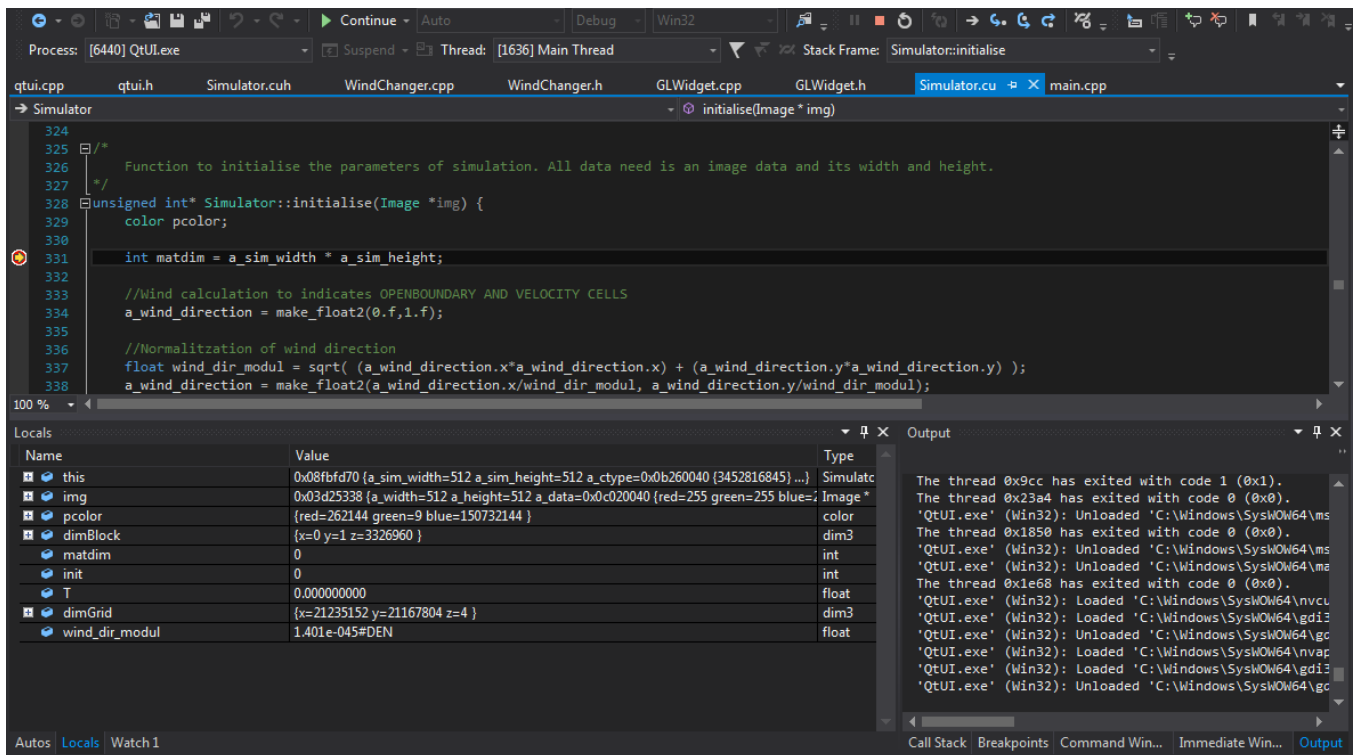 Continue Auto Debug Win32
Process: [6440] QtUI.exe Suspend Thread: [1636] Main Thread Stack Frame: Simulator::initialise
qtui.cpp qtui.h Simulator.cuh WindChanger.cpp WindChanger.h GLWidget.cpp GLWidget.h Simulator.cu main.cpp
Simulator initialise(Image * img)
324
325 /*
326 Function to initialise the parameters of simulation. All data need is an image data and its width and height.
327 */
328 unsigned int* Simulator::initialise(Image *img) {
329 color pcolor;
330
331 int matdim = a_sim_width * a_sim_height;
332
333 //Wind calculation to indicates OPENBOUNDARY AND VELOCITY CELLS
334 a_wind_direction = make_float2(0.f,1.f);
335
336 //Normalitzation of wind direction
337 float wind_dir_modul = sqrt( (a_wind_direction.x*a_wind_direction.x) + (a_wind_direction.y*a_wind_direction.y) );
338 a_wind_direction = make_float2(a_wind_direction.x/wind_dir_modul, a_wind_direction.y/wind_dir_modul);
100 %
Locals
Name Value Type
this 0x08fbfd70 {a_sim_width=512 a_sim_height=512 a_ctype=0x0b260040 {3452816845} ...} Simulatc
img 0x03d25338 {a_width=512 a_height=512 a_data=0x0c020040 {red=255 green=255 blue=2 Image *
pcolor {red=262144 green=9 blue=150732144 } color
dimBlock {x=0 y=1 z=3326960 } dim3
matdim 0 int
init 0 int
T 0.000000000 float
dimGrid {x=21235152 y=21167804 z=4 } dim3
wind_dir_modul 1.401e-045#DEN float
Autos Locals Watch 1
Output
The thread 0x9cc has exited with code 1 (0x1).
The thread 0x23a4 has exited with code 0 (0x0).
'QtUI.exe' (Win32): Unloaded 'C:\Windows\SysWOW64\ms
The thread 0x1850 has exited with code 0 (0x0).
'QtUI.exe' (Win32): Unloaded 'C:\Windows\SysWOW64\ms
'QtUI.exe' (Win32): Unloaded 'C:\Windows\SysWOW64\ma
The thread 0x1e68 has exited with code 0 (0x0).
'QtUI.exe' (Win32): Loaded 'C:\Windows\SysWOW64\nvcu
'QtUI.exe' (Win32): Loaded 'C:\Windows\SysWOW64\gdi3
'QtUI.exe' (Win32): Unloaded 'C:\Windows\SysWOW64\gd
'QtUI.exe' (Win32): Loaded 'C:\Windows\SysWOW64\nvap
'QtUI.exe' (Win32): Loaded 'C:\Windows\SysWOW64\gdi3
'QtUI.exe' (Win32): Unloaded 'C:\Windows\SysWOW64\gd
Call Stack Breakpoints Command Win... Immediate Win... Output